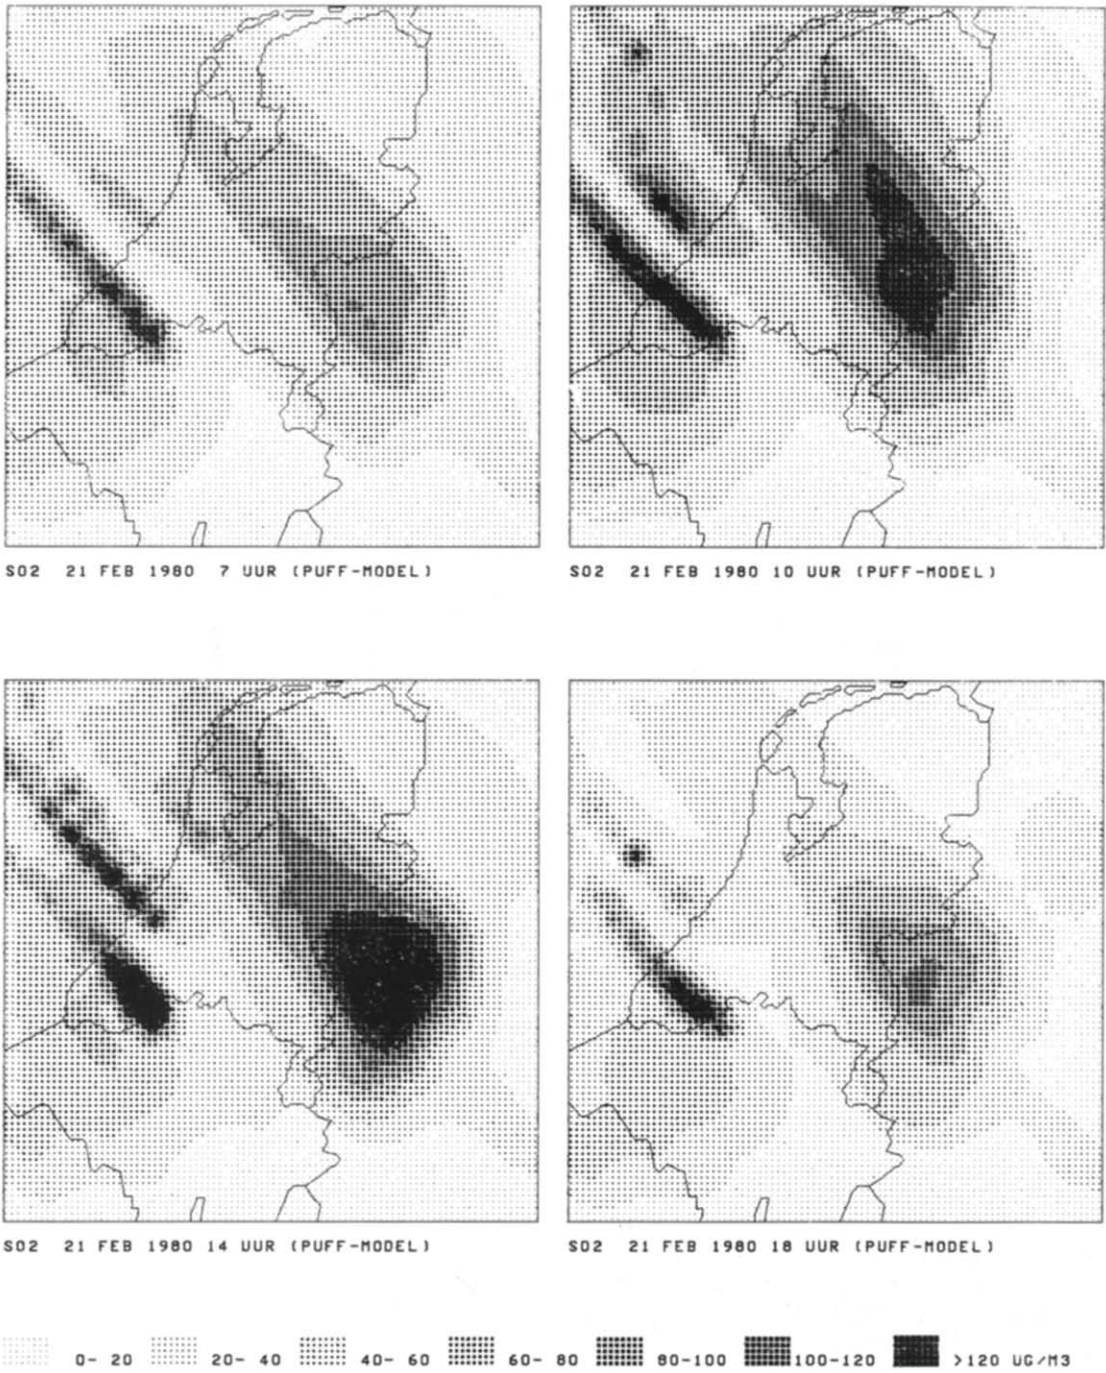 SO2 21 FEB 1980 7 UUR (PUFF-MODEL)
SO2 21 FEB 1980 10 UUR (PUFF-MODEL)
SO2 21 FEB 1980 14 UUR (PUFF-MODEL)
SO2 21 FEB 1980 18 UUR (PUFF-MODEL)
0- 20 20- 40 40- 60 60- 80 80-100 100-120 >120 UG/M3